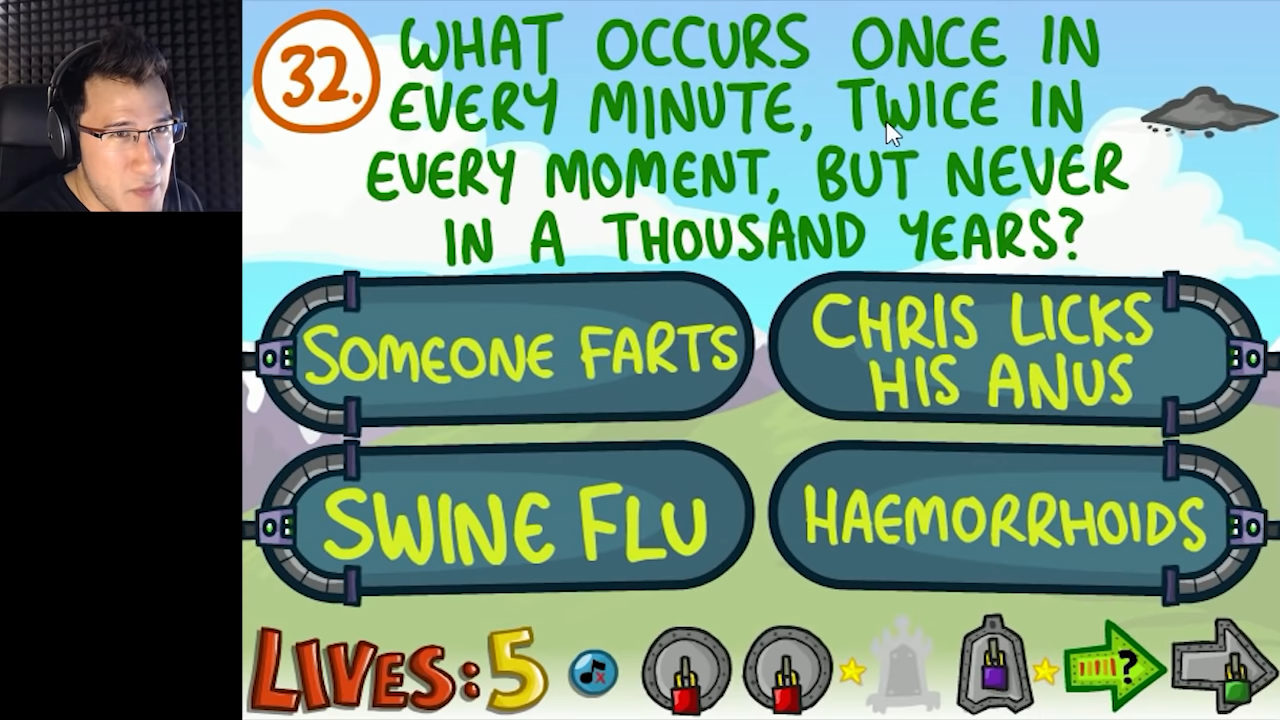 32.
WHAT OCCURS ONCE IN
EVERY MINUTE, TWICE IN
EVERY MOMENT, BUT NEVER
IN A THOUSAND YEARS?
SOMEONE FARTS
CHRIS LICKS
HIS ANUS
SWINE FLU
HAEMORRHOIDS
LIVES: 5
?